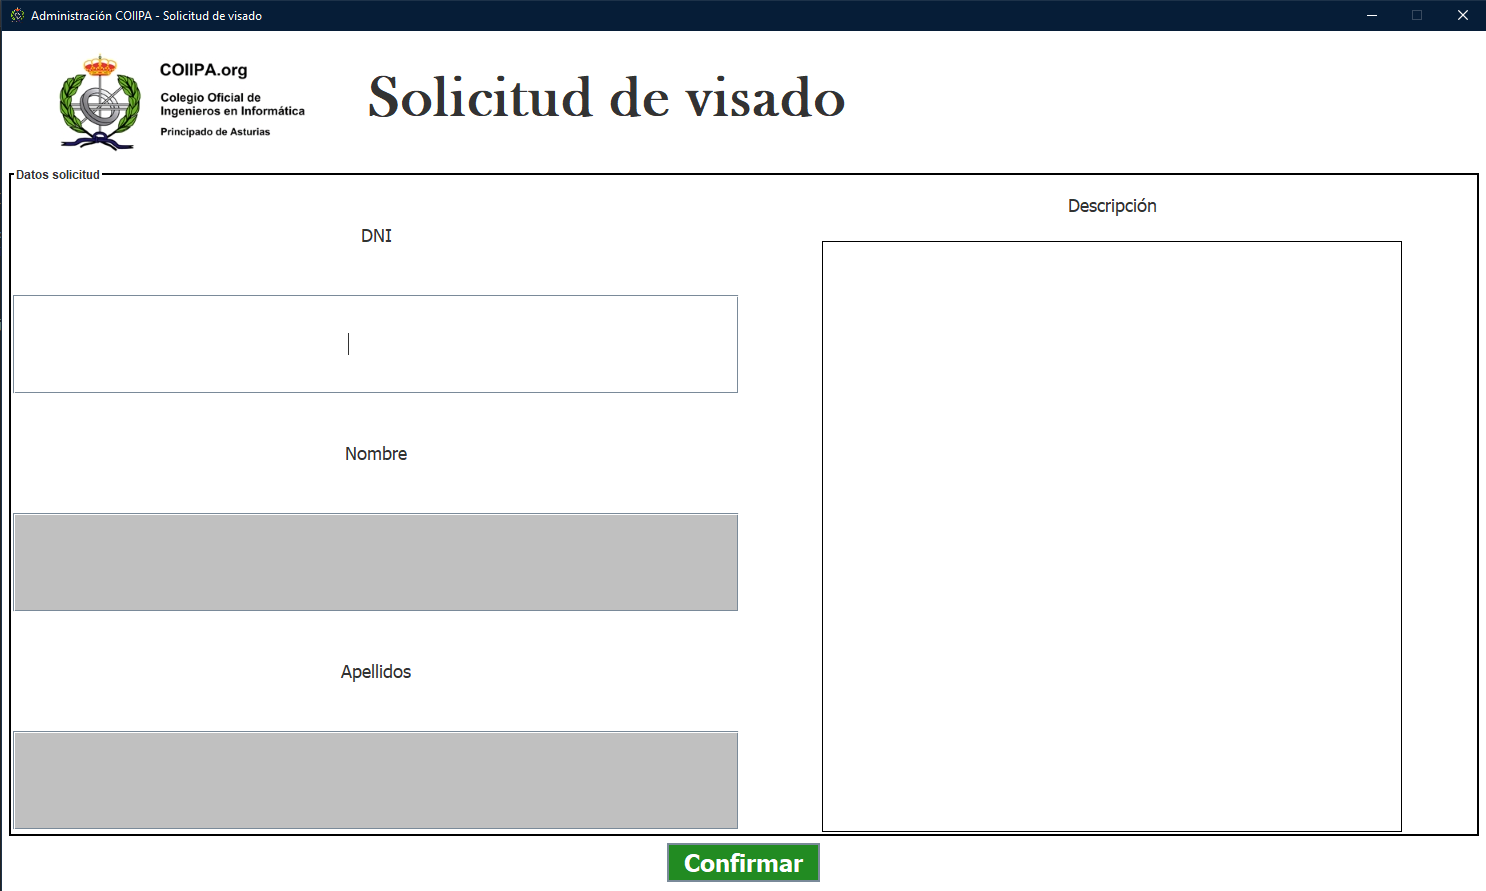 Administración COIIPA - Solicitud de visado
COIIPA.org
Colegio Oficial de
Ingenieros en Informática
Principado de Asturias
Solicitud de visado
Datos solicitud
DNI
Nombre
Apellidos
Descripción
Confirmar